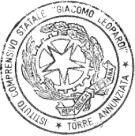 ISTITUTO COMPRENSIVO STATALE "GIACOMO LEOPARDI"
* TORRE ANNUNZIATA *